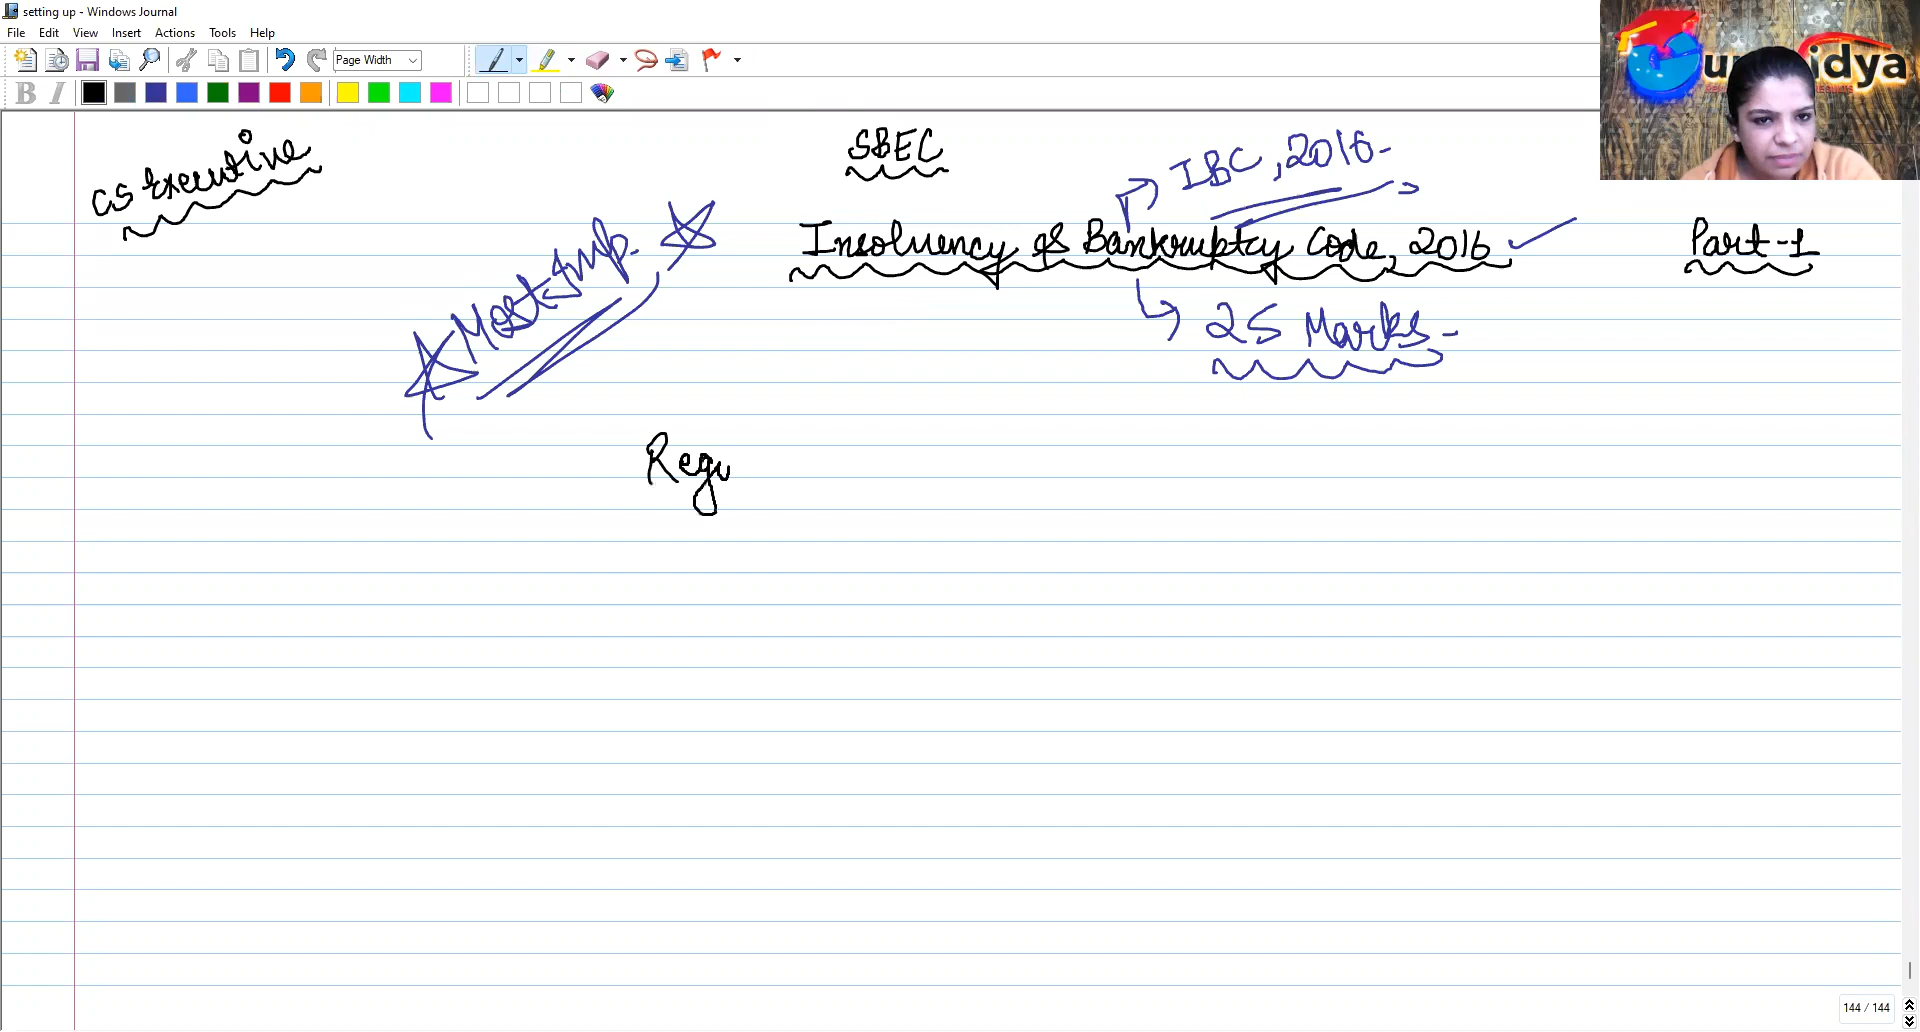 setting up - Windows Journal
File Edit View Insert Actions Tools Help
Page Width
B I
CS Executive
SBEC
IBC, 2016-
Insolvency & Bankruptcy Code, 2016
Part-1
Most Imp.
25 Marks-
Regu
144 / 144